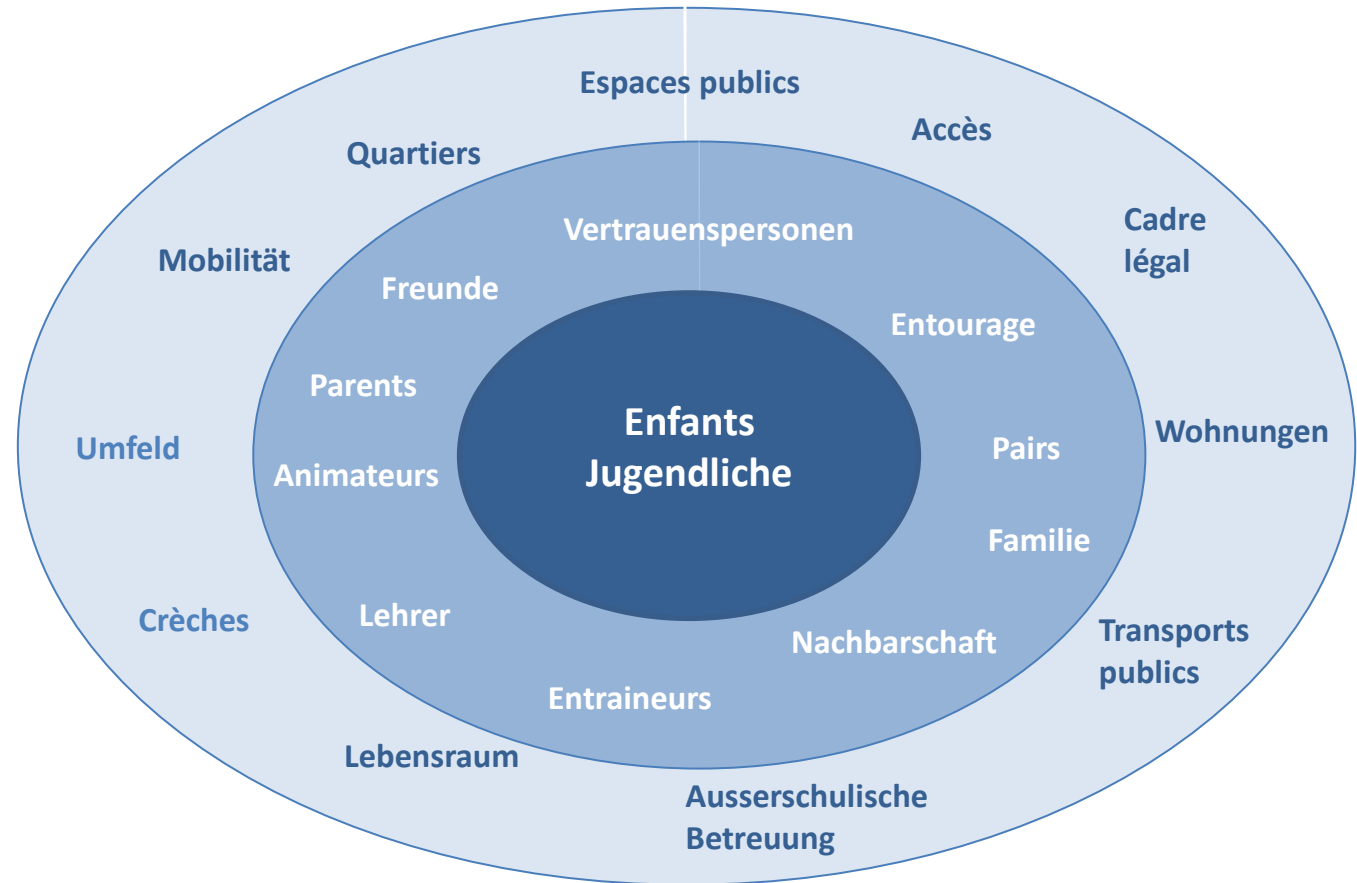 Espaces publics
Accès
Quartiers
Cadre
légal
Vertrauenspersonen
Mobilität
Freunde
Entourage
Parents
Enfants
Jugendliche
Wohnungen
Umfeld
Pairs
Animateurs
Familie
Crèches
Lehrer
Nachbarschaft
Transports
publics
Entraineurs
Lebensraum
Ausserschulische
Betreuung